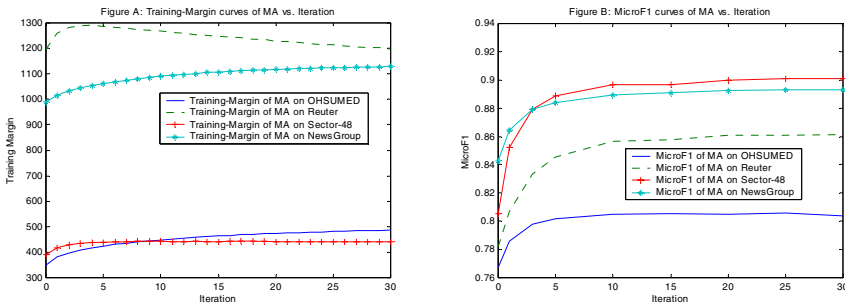 Figure A: Training-Margin curves of MA vs. Iteration
1300
1200
1100
1000
900
800
700
600
500
400
300
0
5
10
15
20
25
30
Training Margin
Iteration
Training-Margin of MA on OHSUMED
Training-Margin of MA on Reuter
Training-Margin of MA on Sector-48
Training-Margin of MA on NewsGroup
Figure B: MicroF1 curves of MA vs. Iteration
0.94
0.92
0.9
0.88
0.86
0.84
0.82
0.8
0.78
0.76
0
5
10
15
20
25
30
MicroF1
Iteration
MicroF1 of MA on OHSUMED
MicroF1 of MA on Reuter
MicroF1 of MA on Sector-48
MicroF1 of MA on NewsGroup